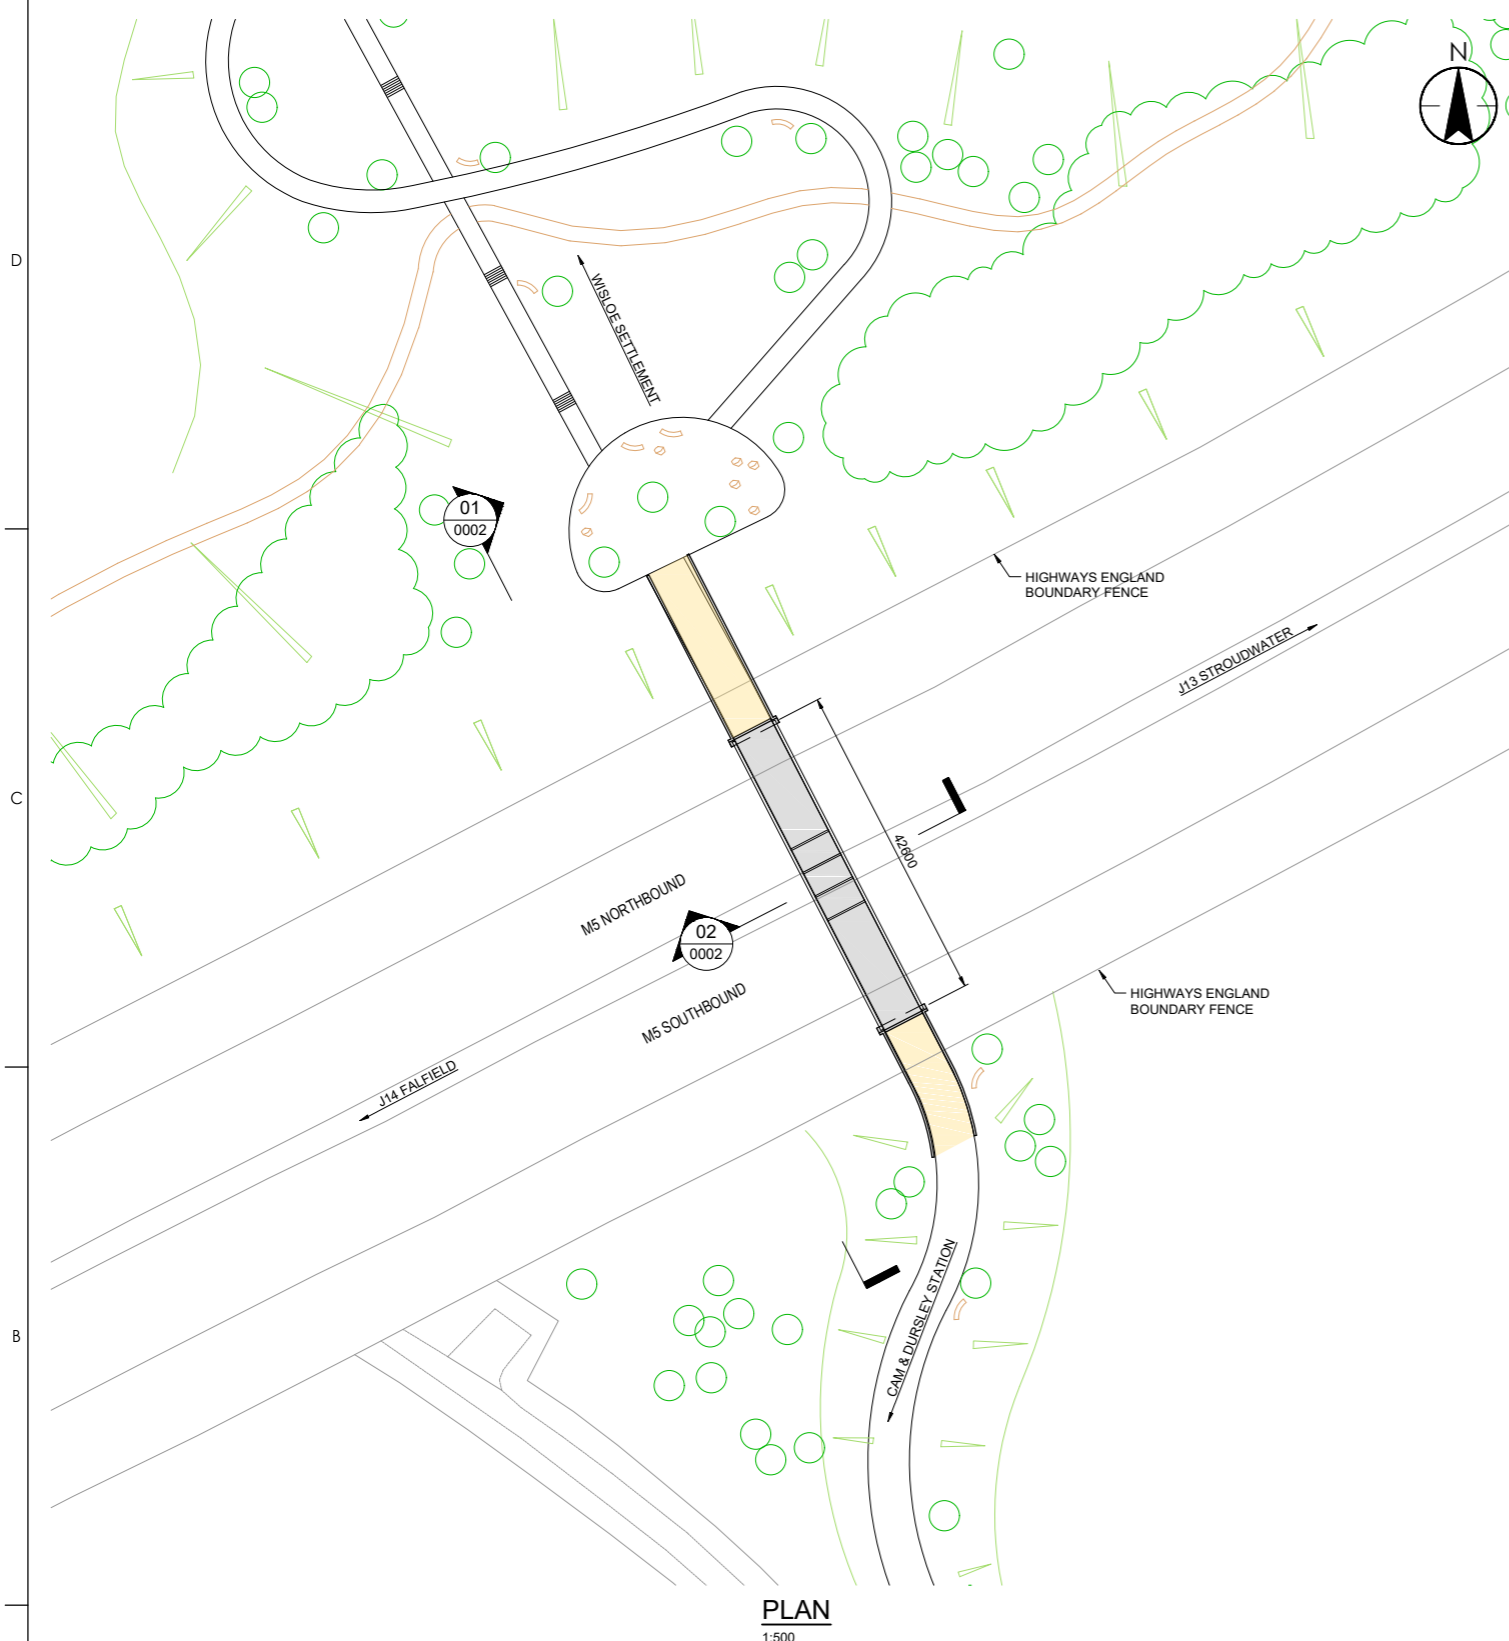 N
D
WISLOE SETTLEMENT
01
0002
HIGHWAYS ENGLAND
BOUNDARY FENCE
J13 STROUDWATER
C
42600
M5 NORTHBOUND
02
0002
M5 SOUTHBOUND
HIGHWAYS ENGLAND
BOUNDARY FENCE
J14 FALFIELD
CAM & DURSLEY STATION
B
PLAN
1:500